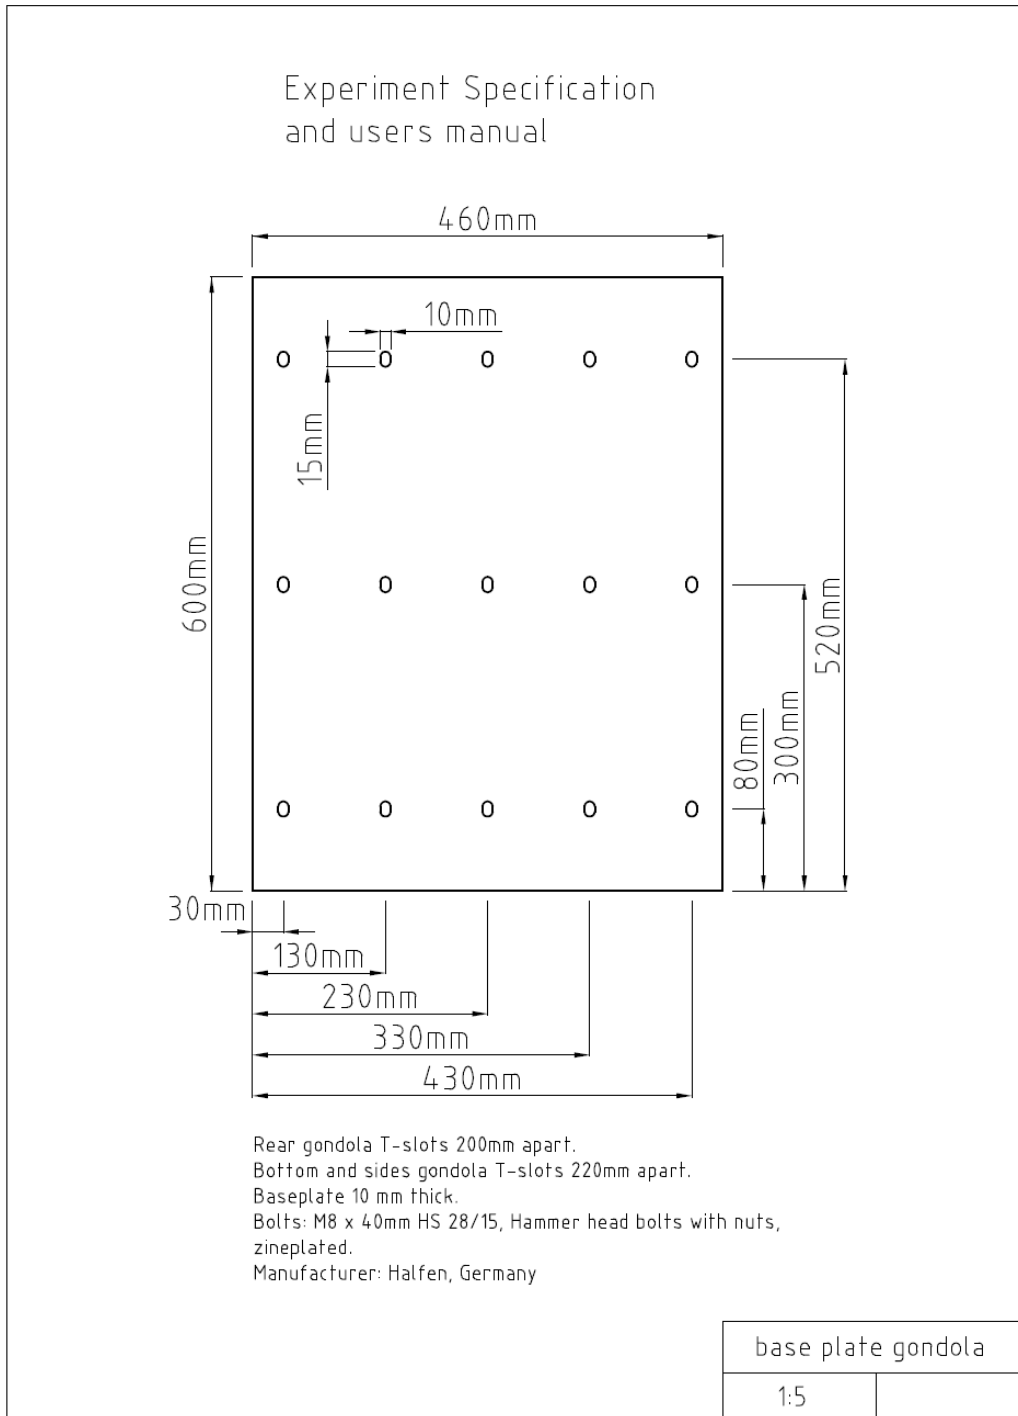 Experiment Specification
and users manual
460mm
10mm
15mm
600mm
520mm
300mm
80mm
30mm
130mm
230mm
330mm
430mm
Rear gondola T-slots 200mm apart.
Bottom and sides gondola T-slots 220mm apart.
Baseplate 10 mm thick.
Bolts: M8 x 40mm HS 28/15, Hammer head bolts with nuts,
zineplated.
Manufacturer: Halfen, Germany
base plate gondola
1:5